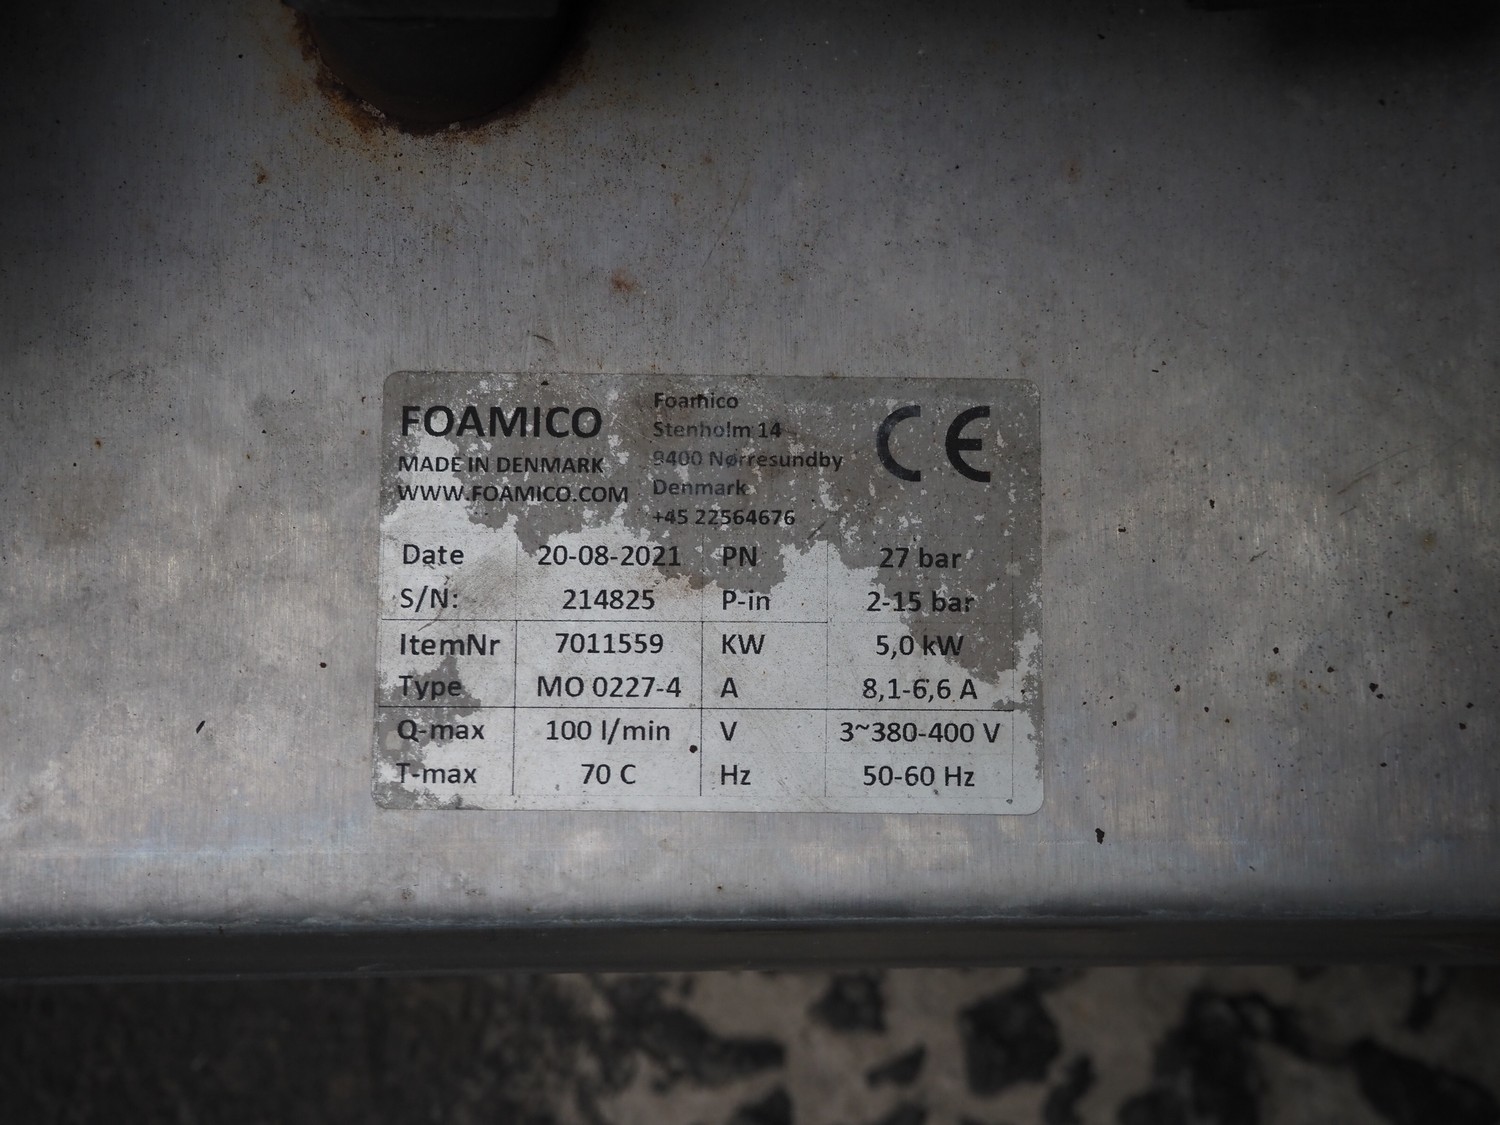 FOAMICO
MADE IN DENMARK
WWW.FOAMICO.COM
Foamico
Stenholm 14
9400 Nørresundby
Denmark
+45 22564676
CE
Date 20-08-2021 PN 27 bar
S/N: 214825 P-in 2-15 bar
ItemNr 7011559 KW 5,0 kW
Type MO 0227-4 A 8,1-6,6 A
Q-max 100 l/min V 3~380-400 V
T-max 70 C Hz 50-60 Hz